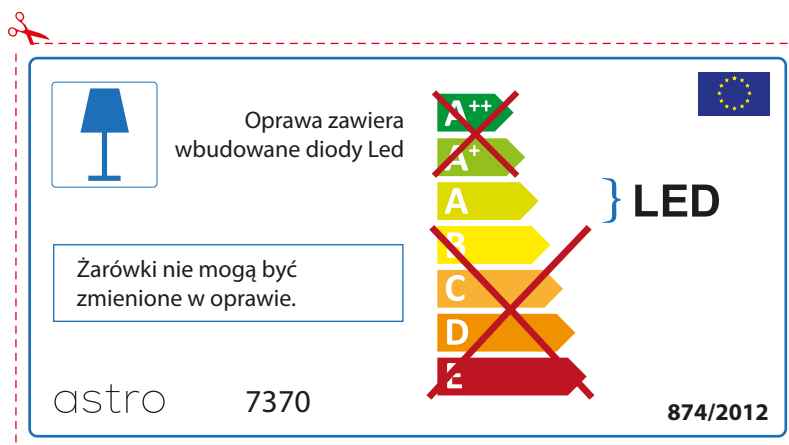 Oprawa zawiera
wbudowane diody Led
A++
A+
A
B
C
D
E
LED
Żarówki nie mogą być
zmienione w oprawie.
astro
7370
874/2012